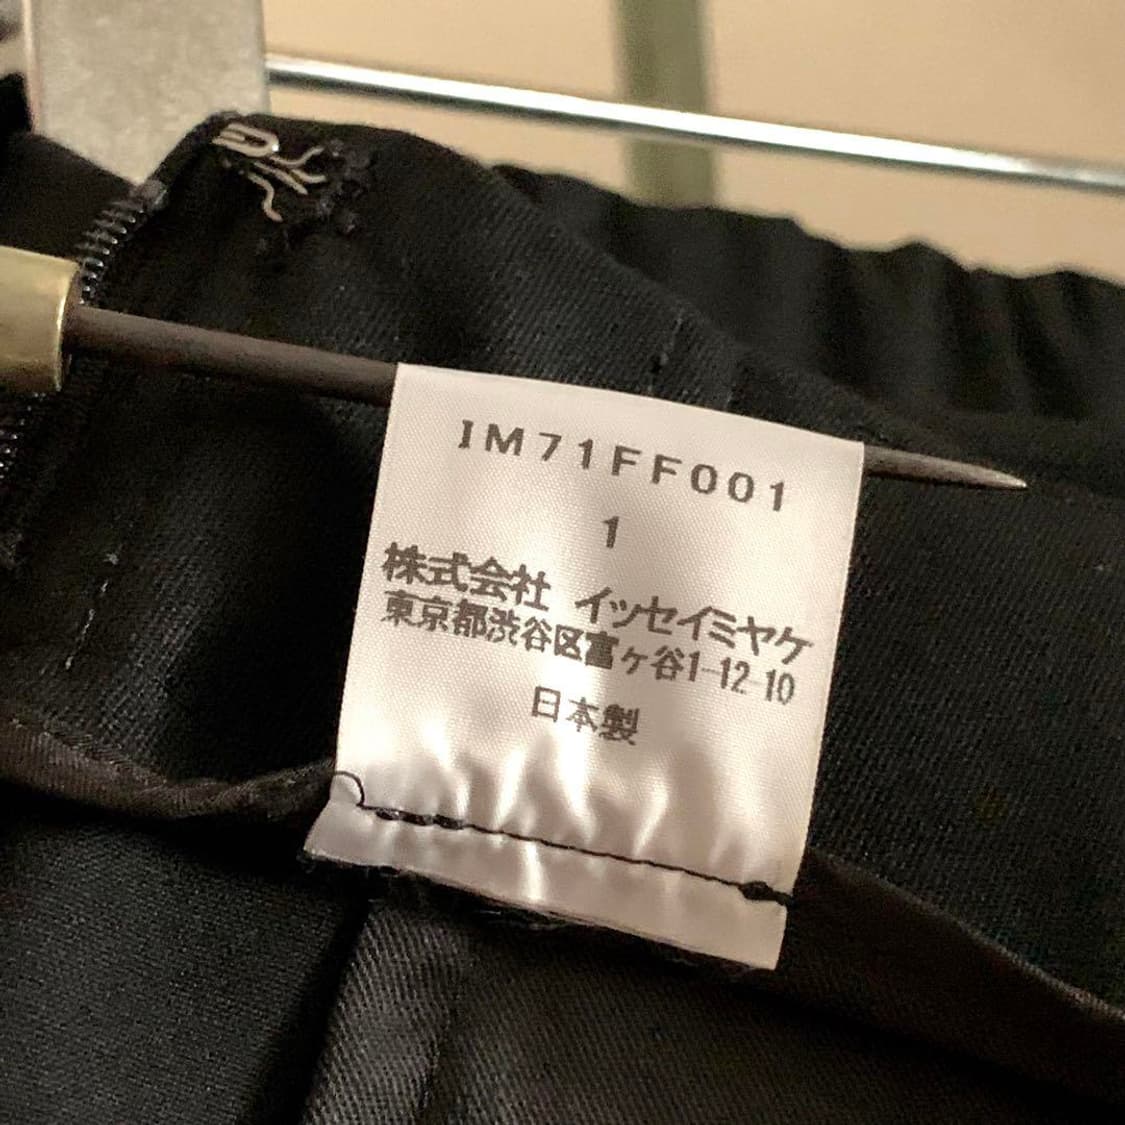 IM71FF001
1
株式会社 イッセイミヤケ
東京都渋谷区富ヶ谷1-12-10
日本製